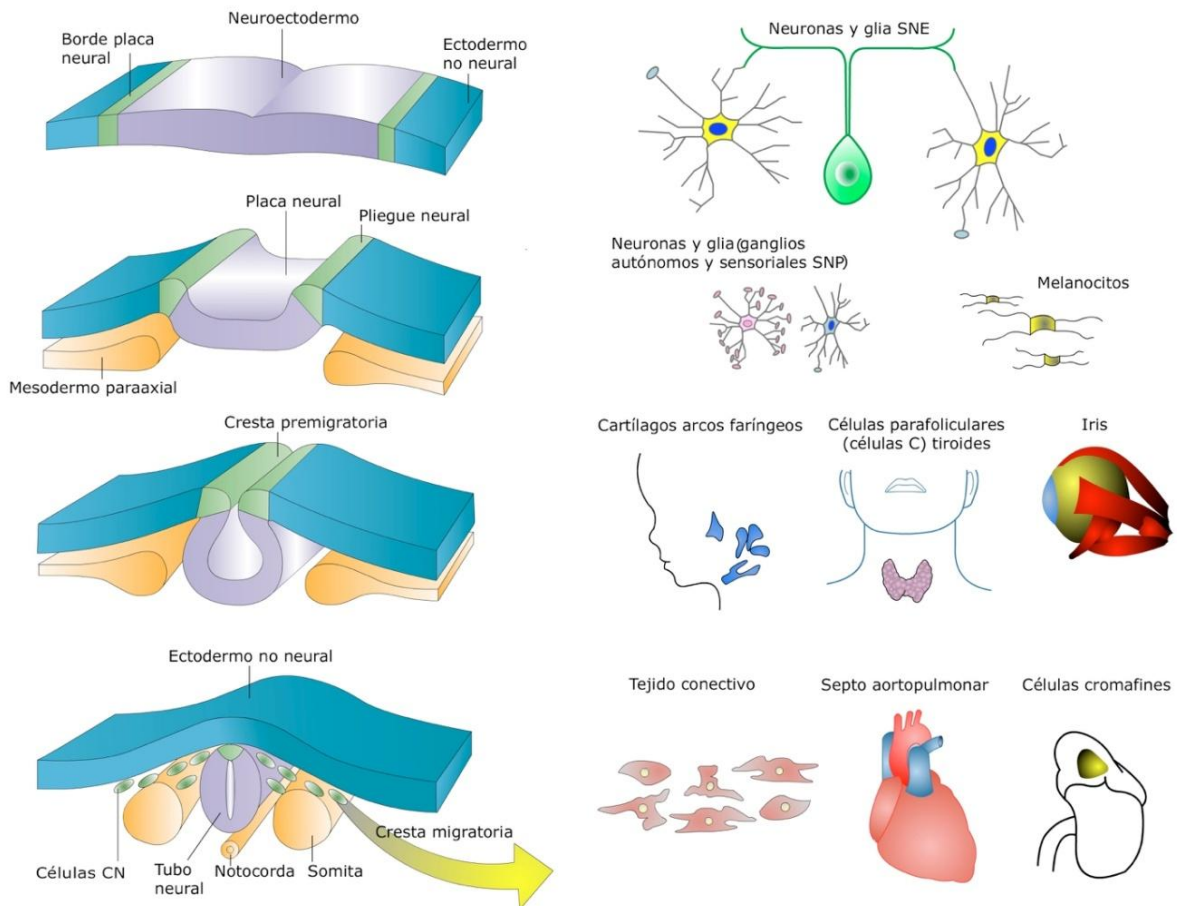 Neuroectodermo
Borde placa
neural
Ectodermo
no neural
Placa neural
Pliegue neural
Mesodermo paraaxial
Cresta premigratoria
Ectodermo no neural
Cresta migratoria
Células CN
Tubo
neural
Notocorda
Somita
Neuronas y glia SNE
Neuronas y glia(ganglios
autónomos y sensoriales SNP)
Melanocitos
Cartílagos arcos faríngeos
Células parafoliculares
(células C) tiroides
Iris
Tejido conectivo
Septo aortopulmonar
Células cromafines